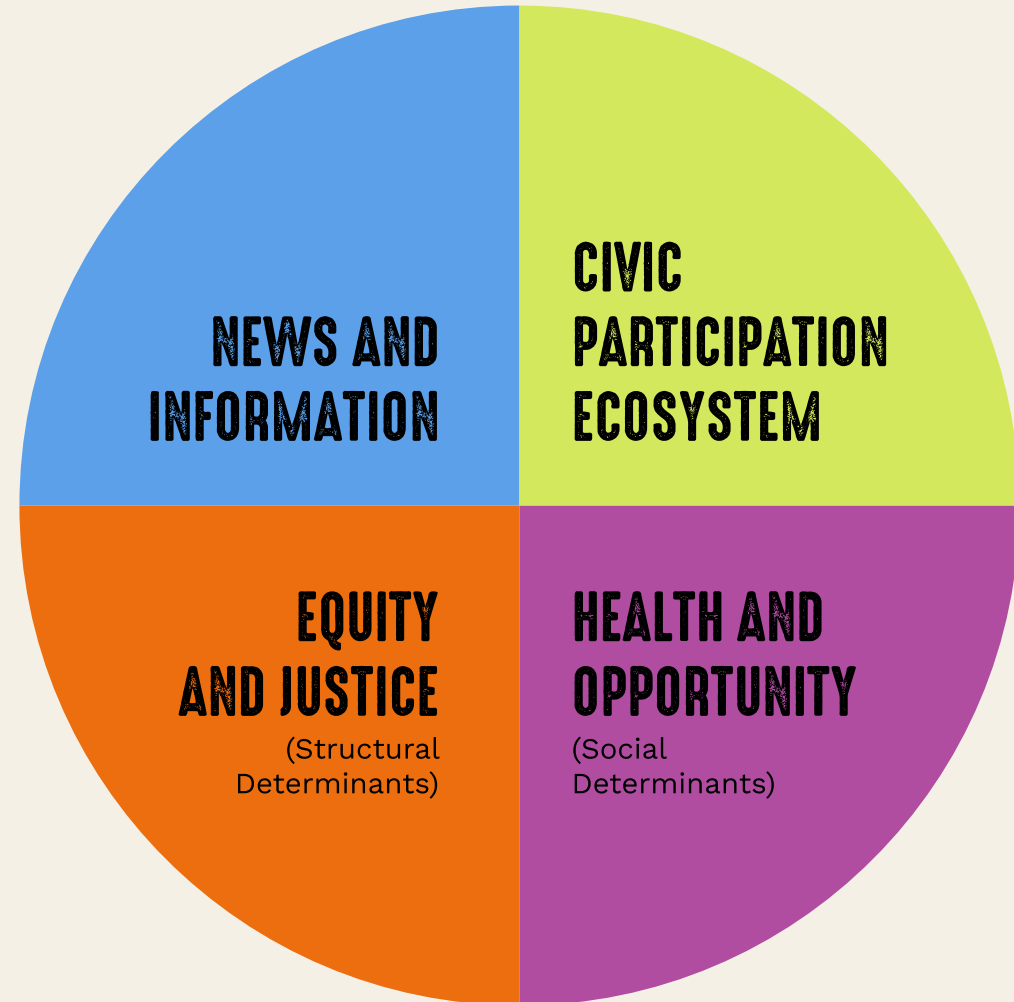 NEWS AND
INFORMATION
CIVIC
PARTICIPATION
ECOSYSTEM
EQUITY
AND JUSTICE
(Structural
Determinants)
HEALTH AND
OPPORTUNITY
(Social
Determinants)